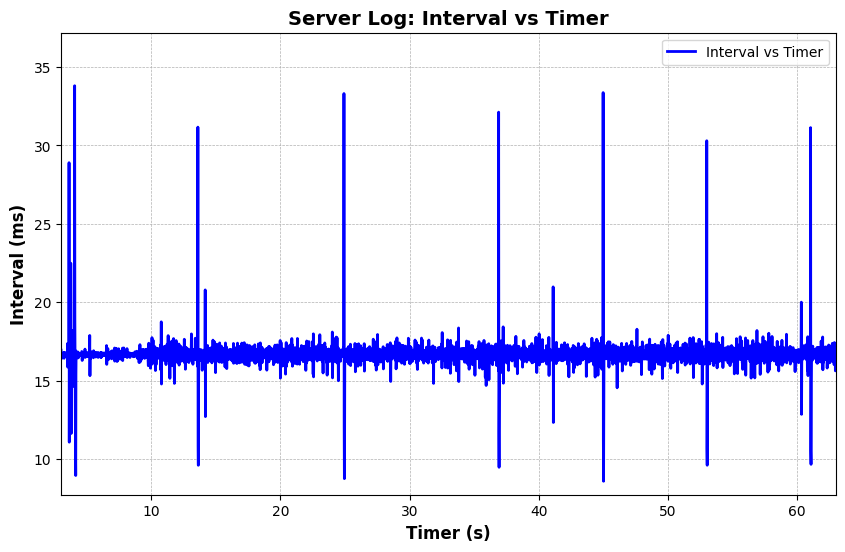 Server Log: Interval vs Timer
Interval vs Timer
35
30
25
20
15
10
Interval (ms)
10 20 30 40 50 60
Timer (s)